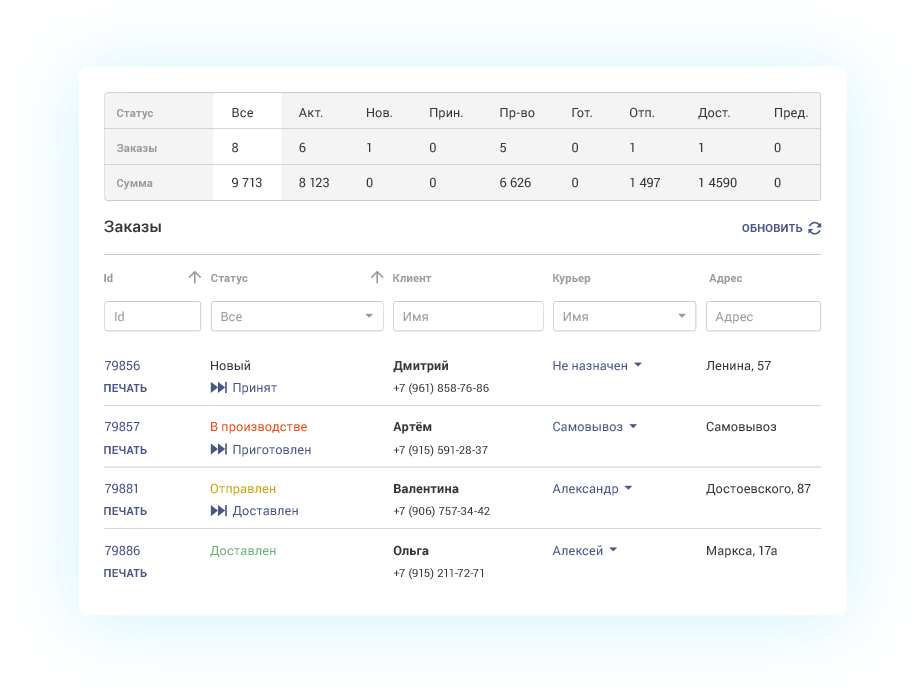 Статус Все Акт. Нов. Прин. Пр-во Гот. Отп. Дост. Пред.
Заказы 8 6 1 0 5 0 1 1 0
Сумма 9 713 8 123 0 0 6 626 0 1 497 1 4590 0
Заказы ОБНОВИТЬ
Id Статус Клиент Курьер Адрес
Id Все Имя Имя Адрес
79856 Новый Дмитрий Не назначен Ленина, 57
ПЕЧАТЬ Принят +7 (961) 858-76-86
79857 В производстве Артём Самовывоз Самовывоз
ПЕЧАТЬ Приготовлен +7 (915) 591-28-37
79881 Отправлен Валентина Александр Достоевского, 87
ПЕЧАТЬ Доставлен +7 (906) 757-34-42
79886 Доставлен Ольга Алексей Маркса, 17а
ПЕЧАТЬ +7 (915) 211-72-71